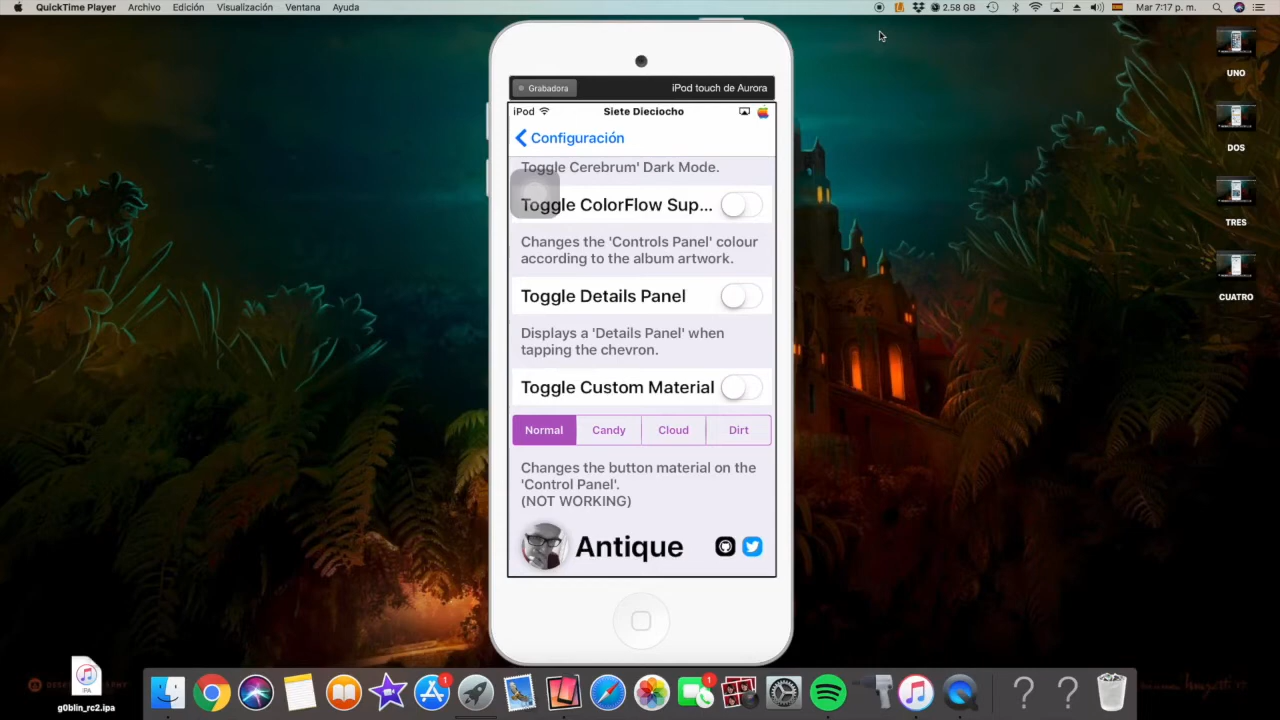 QuickTime Player Archivo Edición Visualización Ventana Ayuda 2.58 GB Mar 7:17 p. m.
Grabadora iPod touch de Aurora
iPod Siete Dieciocho
Configuración
Toggle Cerebrum' Dark Mode.
Toggle ColorFlow Sup...
Changes the 'Controls Panel' colour
according to the album artwork.
Toggle Details Panel
Displays a 'Details Panel' when
tapping the chevron.
Toggle Custom Material
Normal Candy Cloud Dirt
Changes the button material on the
'Control Panel'.
(NOT WORKING)
Antique
UNO
DOS
TRES
CUATRO
IPA
g0blin_rc2.ipa
1
1